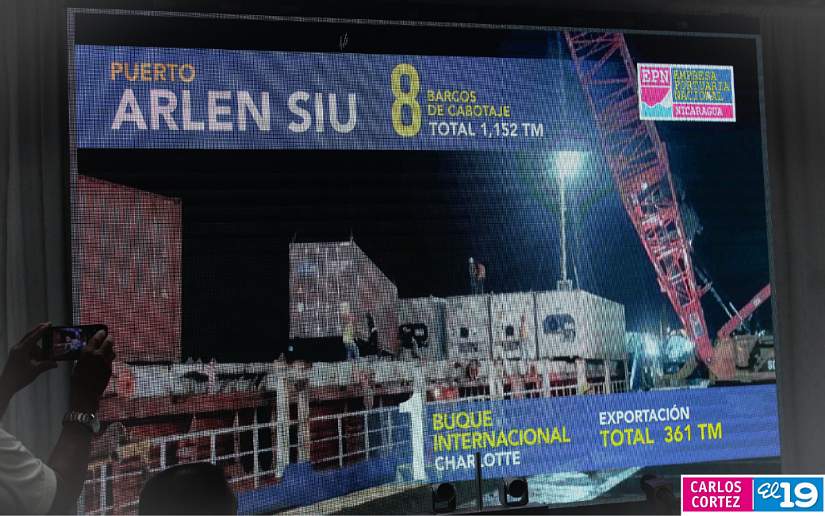 PUERTO
ARLEN SIU
8
BARCOS
DE CABOTAJE
TOTAL 1,152 TM
EPN
EMPRESA
PORTUARIA
NACIONAL
NICARAGUA
1
BUQUE
INTERNACIONAL
CHARLOTTE
EXPORTACIÓN
TOTAL 361 TM
CARLOS
CORTEZ
El 19